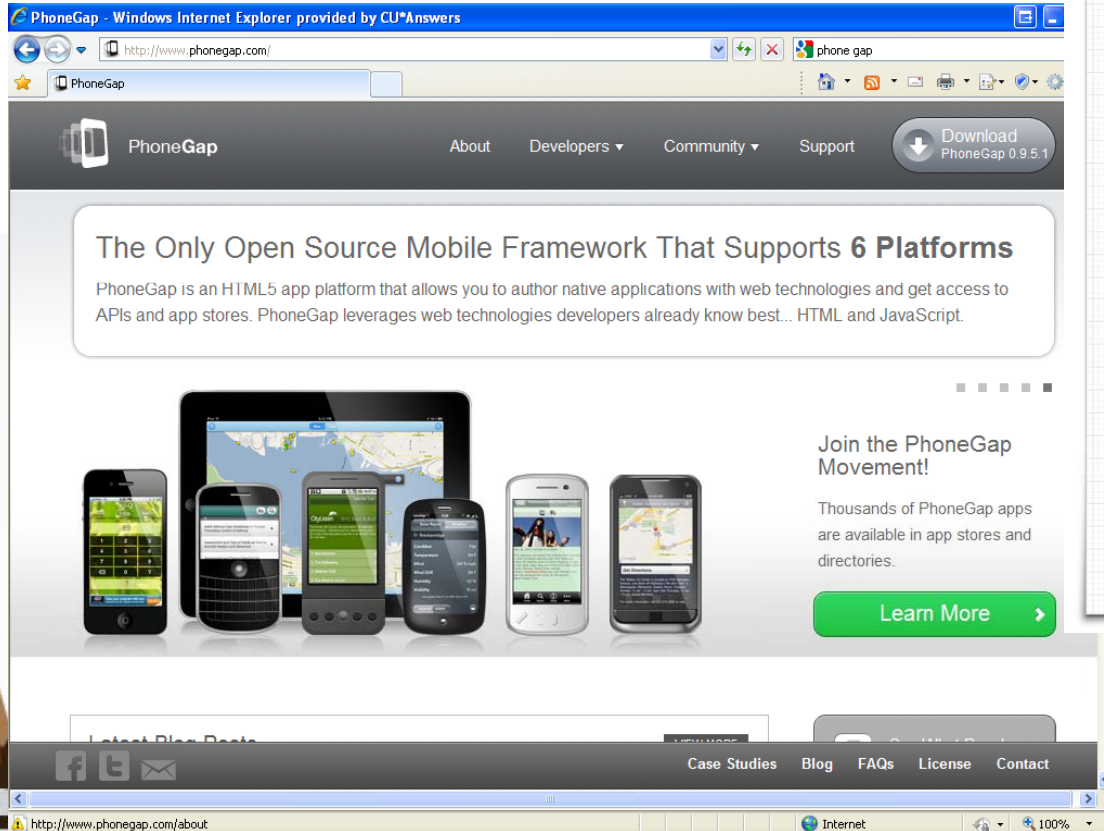 PhoneGap - Windows Internet Explorer provided by CU*Answers
http://www.phonegap.com/
phone gap
PhoneGap
PhoneGap
About Developers Community Support
Download
PhoneGap 0.9.5.1
The Only Open Source Mobile Framework That Supports 6 Platforms
PhoneGap is an HTML5 app platform that allows you to author native applications with web technologies and get access to
APIs and app stores. PhoneGap leverages web technologies developers already know best... HTML and JavaScript.
Join the PhoneGap
Movement!
Thousands of PhoneGap apps
are available in app stores and
directories.
Learn More
Latest Blog Posts
VIEW MORE
Case Studies Blog FAQs License Contact
http://www.phonegap.com/about
Internet
100%